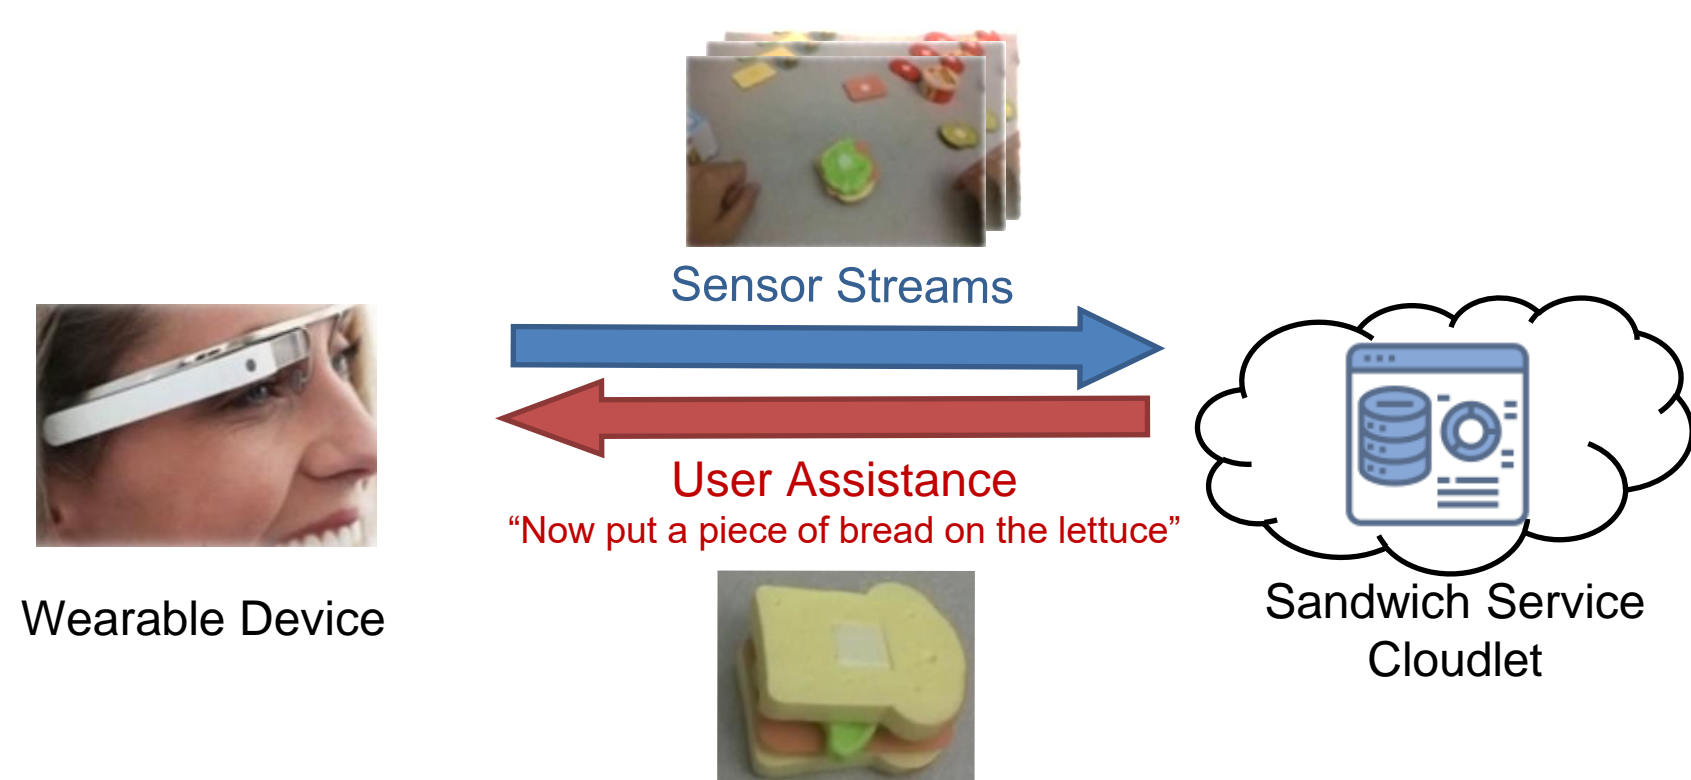 Sensor Streams
User Assistance
“Now put a piece of bread on the lettuce”
Wearable Device
Sandwich Service
Cloudlet